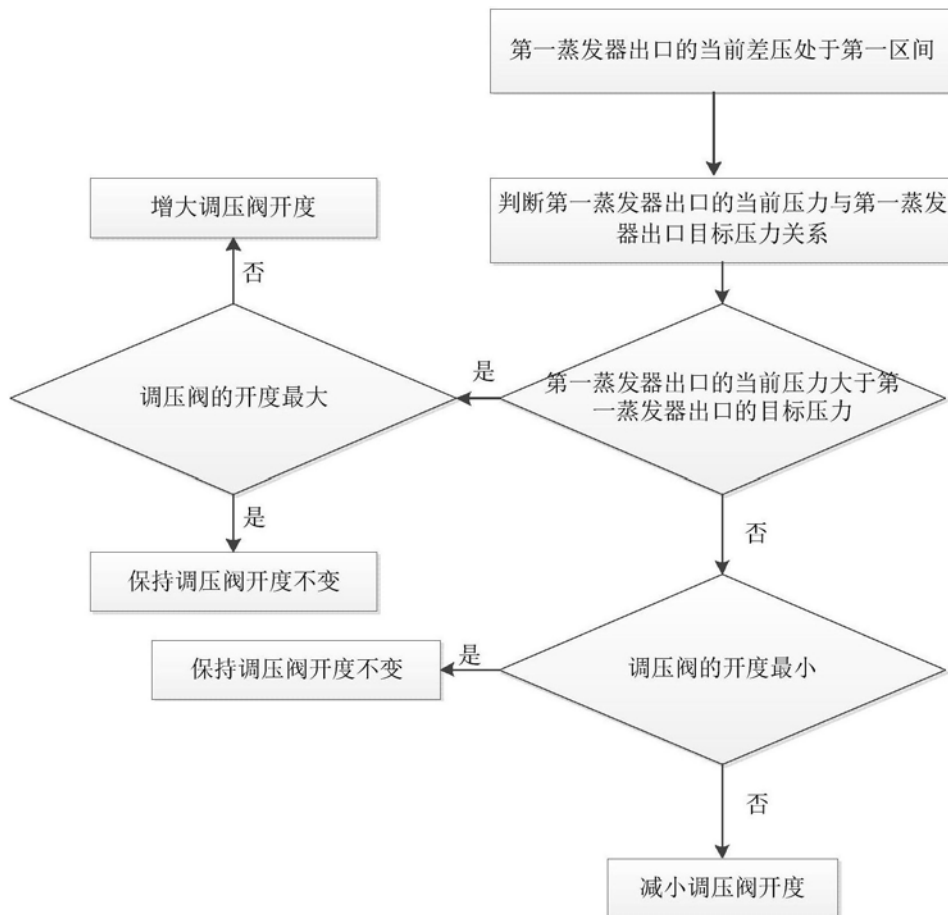 第一蒸发器出口的当前差压处于第一区间
判断第一蒸发器出口的当前压力与第一蒸发
器出口目标压力关系
增大调压阀开度
否
调压阀的开度最大
是
第一蒸发器出口的当前压力大于第
一蒸发器出口的目标压力
是
保持调压阀开度不变
否
保持调压阀开度不变
是
调压阀的开度最小
否
减小调压阀开度